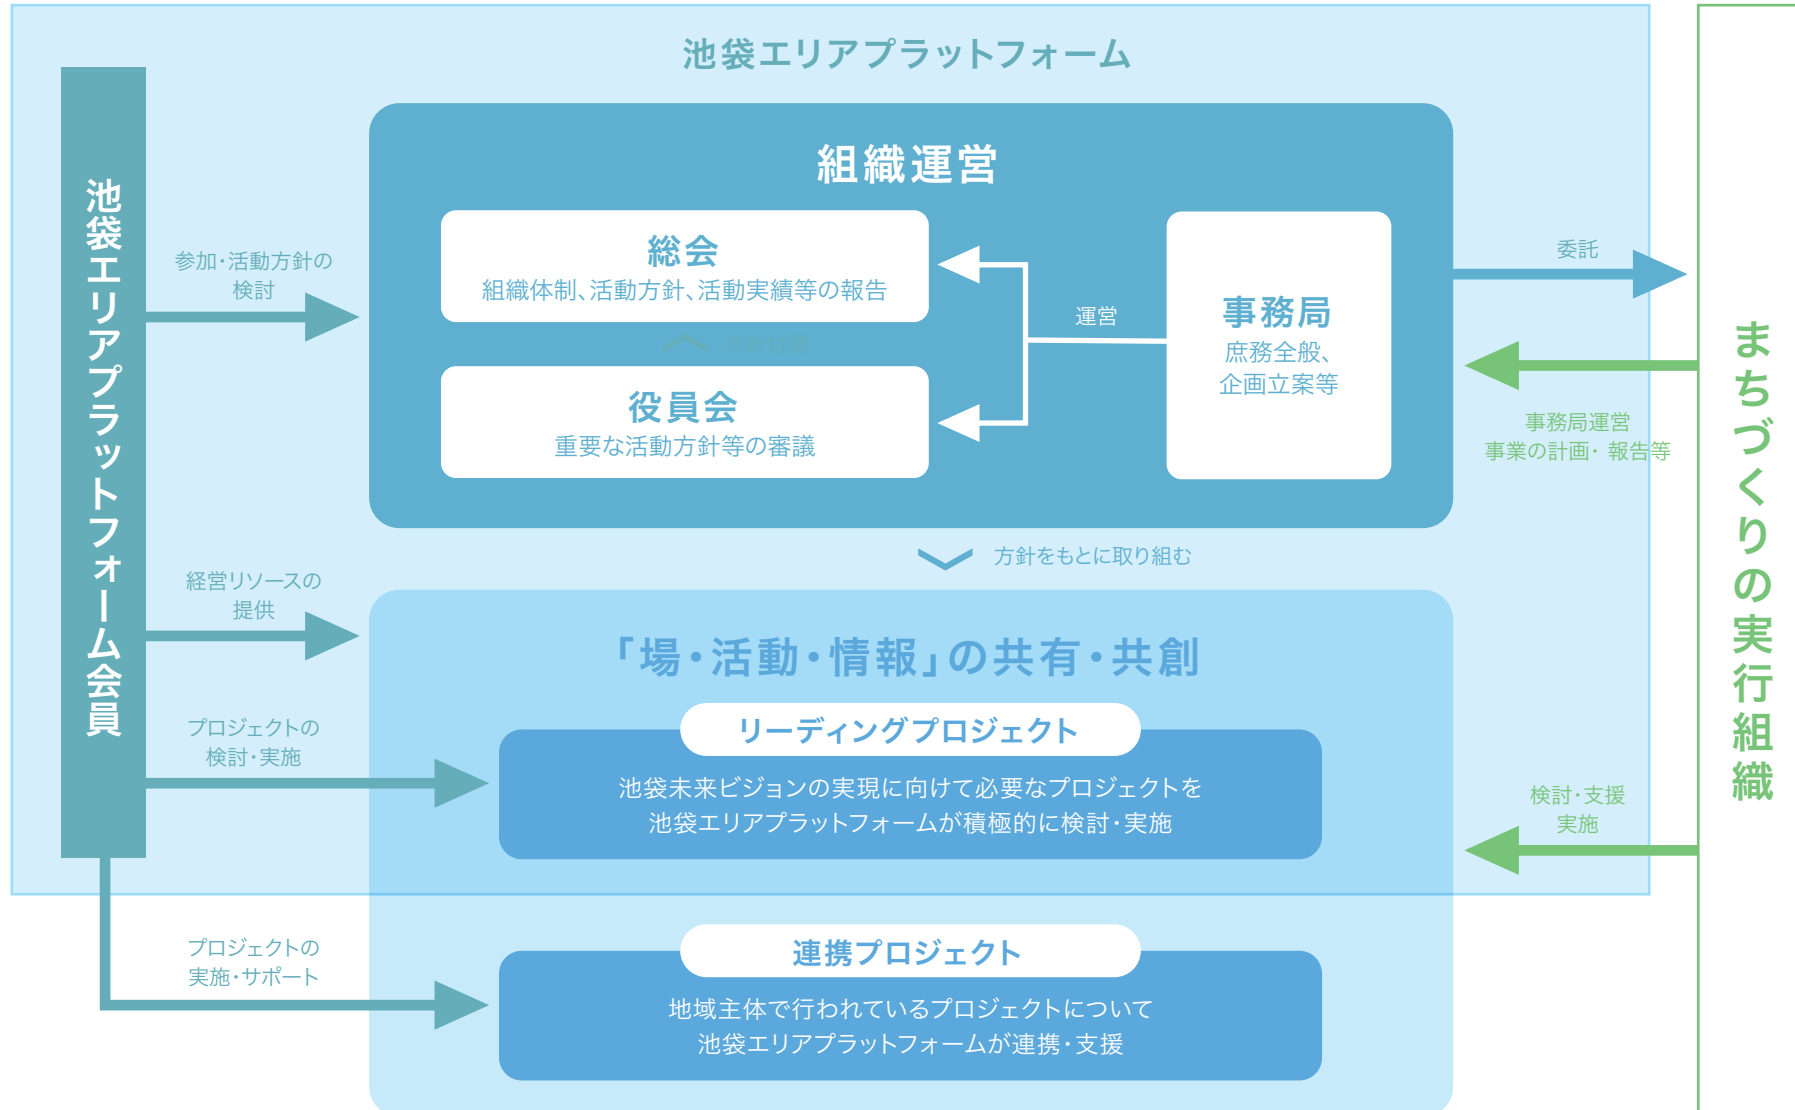 池袋エリアプラットフォーム
池袋エリアプラットフォーム会員
組織運営
総会
組織体制、活動方針、活動実績等の報告
役員会
重要な活動方針等の審議
運営
事務局
庶務全般、
企画立案等
参加・活動方針の
検討
委託
事務局運営
事業の計画・ 報告等
まちづくりの実行組織
方針をもとに取り組む
経営リソースの
提供
「場・活動・情報」の共有・共創
プロジェクトの
検討・実施
リーディングプロジェクト
池袋未来ビジョンの実現に向けて必要なプロジェクトを
池袋エリアプラットフォームが積極的に検討・実施
検討・支援
実施
プロジェクトの
実施・サポート
連携プロジェクト
地域主体で行われているプロジェクトについて
池袋エリアプラットフォームが連携・支援